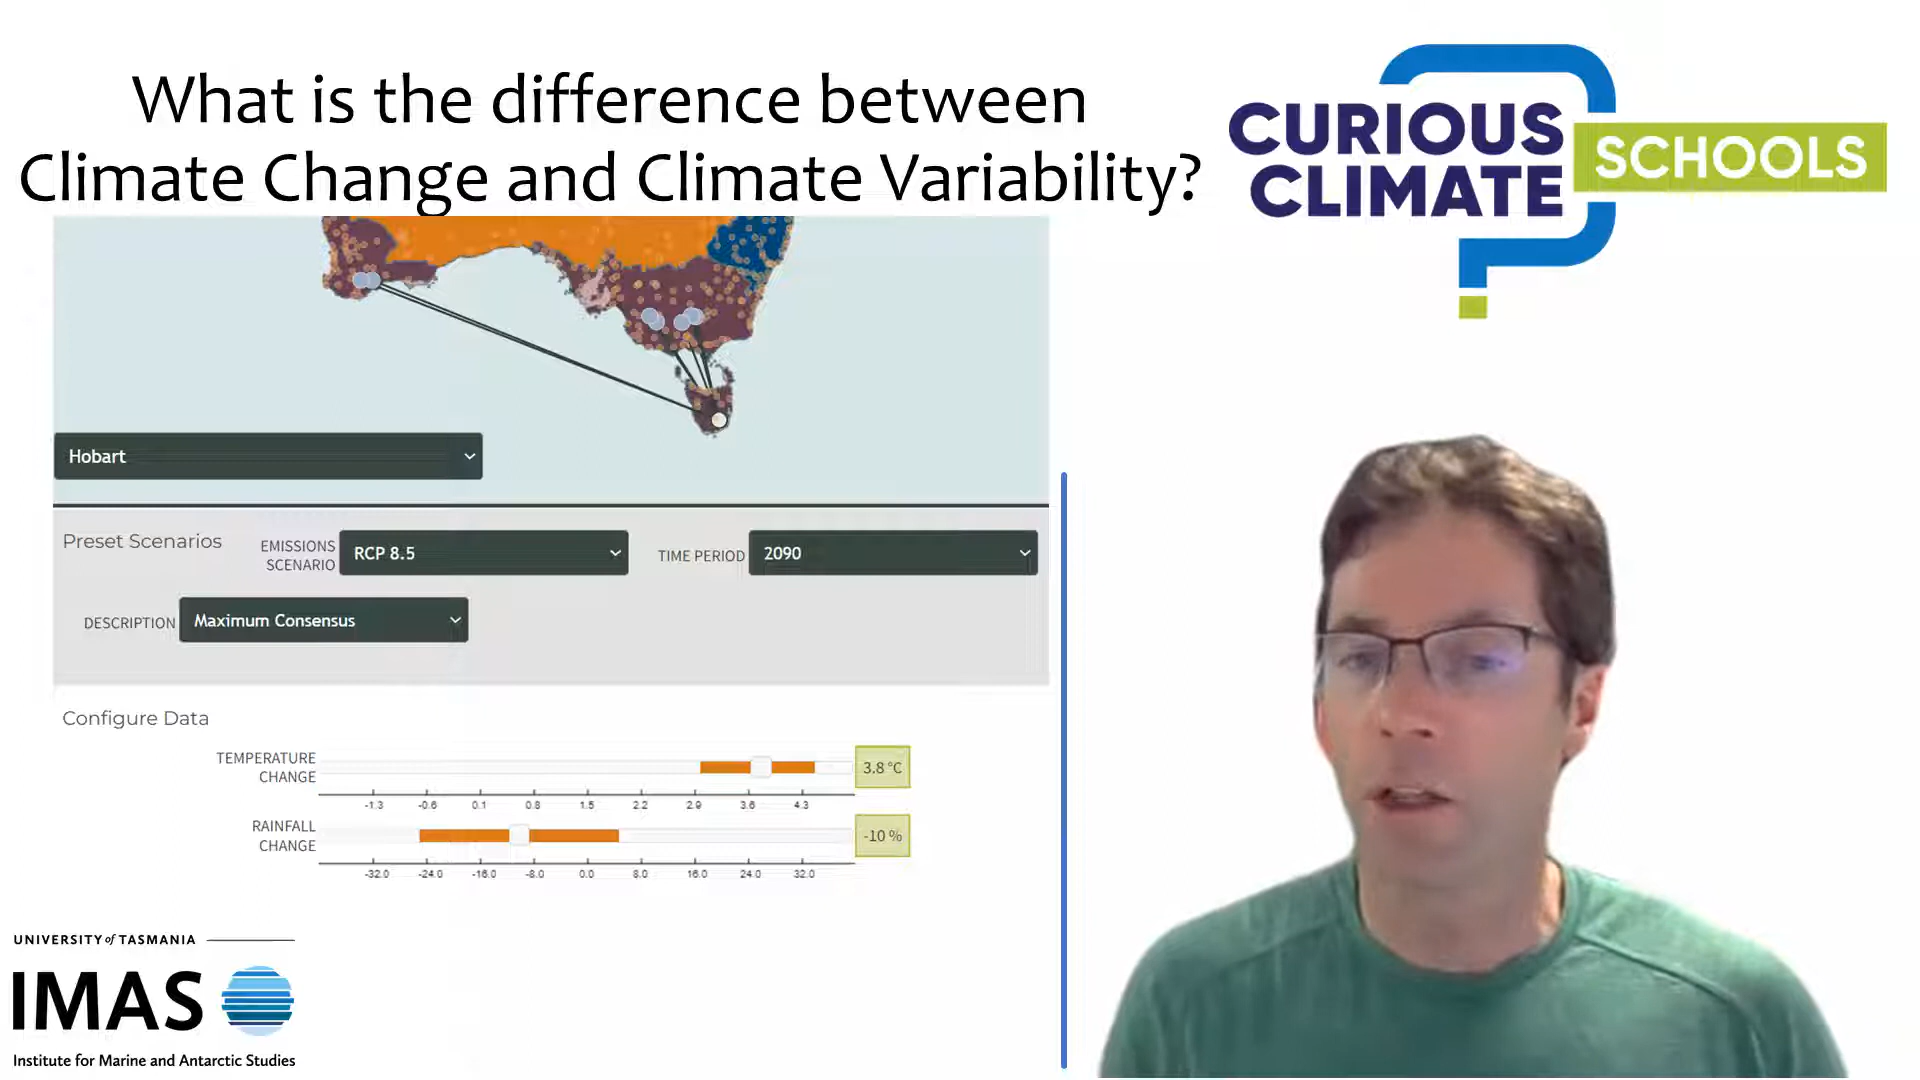 What is the difference between
Climate Change and Climate Variability?
CURIOUS
CLIMATE
SCHOOLS
Hobart
Preset Scenarios
EMISSIONS
SCENARIO
RCP 8.5
TIME PERIOD
2090
DESCRIPTION
Maximum Consensus
Configure Data
TEMPERATURE
CHANGE
3.8 °C
-1.3 -0.6 0.1 0.8 1.5 2.2 2.9 3.6 4.3
RAINFALL
CHANGE
-10 %
-32.0 -24.0 -16.0 -8.0 0.0 8.0 16.0 24.0 32.0
UNIVERSITY of TASMANIA
IMAS
Institute for Marine and Antarctic Studies